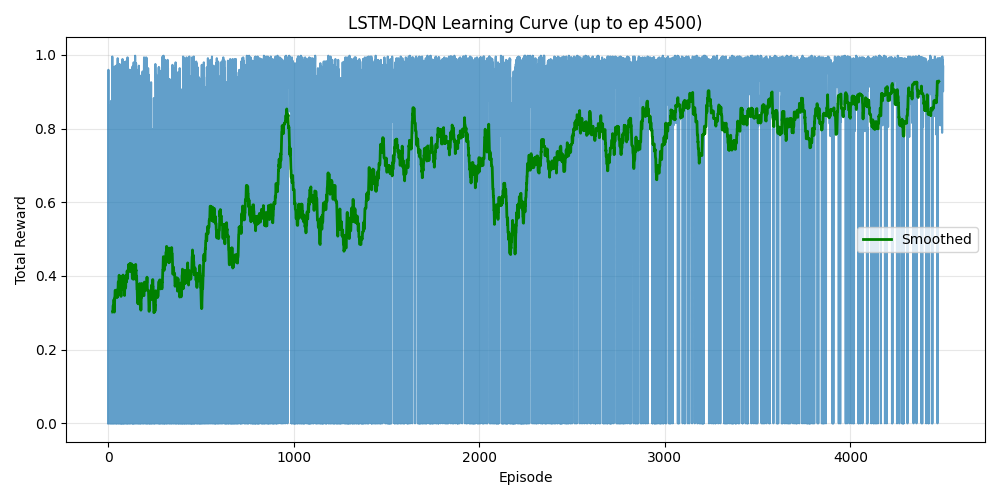 LSTM-DQN Learning Curve (up to ep 4500)
1.0
0.8
0.6
0.4
0.2
0.0
Total Reward
Smoothed
0
1000
2000
3000
4000
Episode